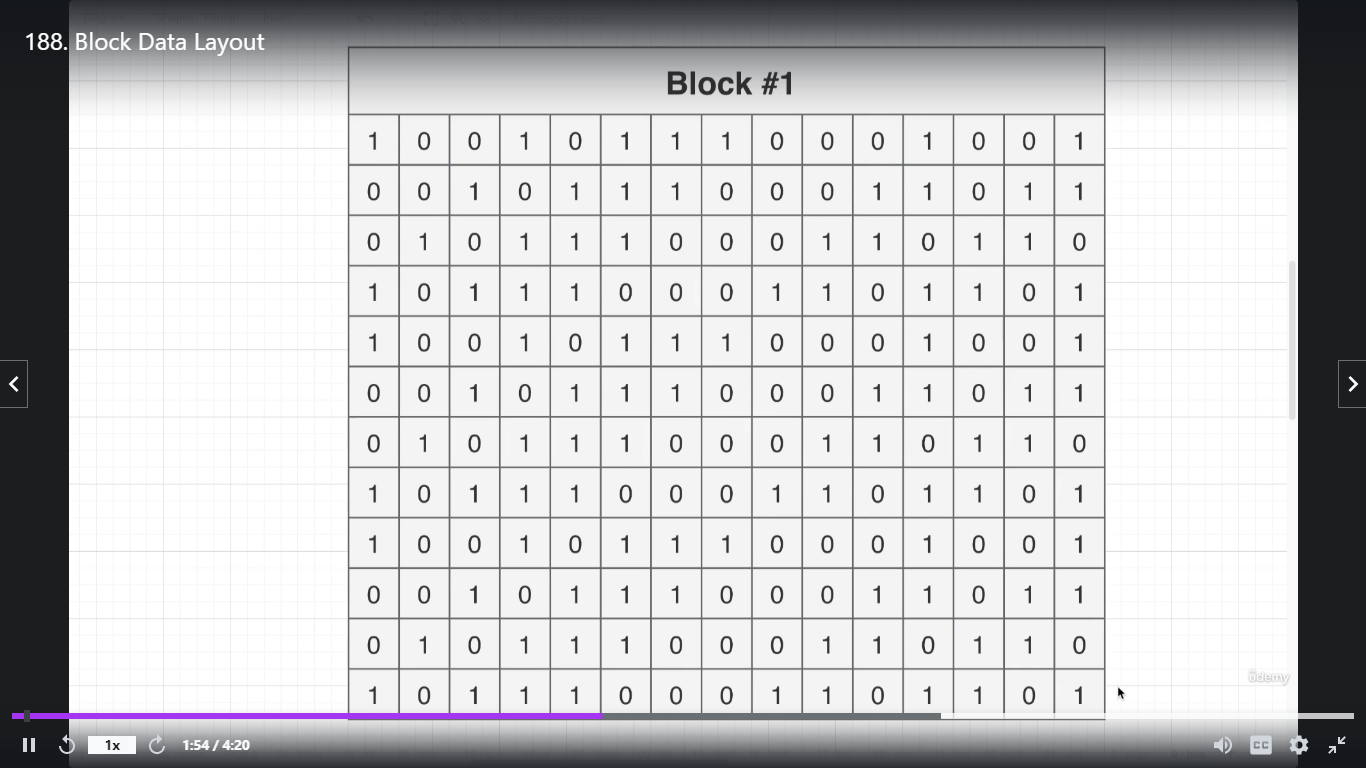 188. Block Data Layout
Block #1
1 0 0 1 0 1 1 1 0 0 0 1 0 0 1
0 0 1 0 1 1 1 0 0 0 1 1 0 1 1
0 1 0 1 1 1 0 0 0 1 1 0 1 1 0
1 0 1 1 1 0 0 0 1 1 0 1 1 0 1
1 0 0 1 0 1 1 1 0 0 0 1 0 0 1
0 0 1 0 1 1 1 0 0 0 1 1 0 1 1
0 1 0 1 1 1 0 0 0 1 1 0 1 1 0
1 0 1 1 1 0 0 0 1 1 0 1 1 0 1
1 0 0 1 0 1 1 1 0 0 0 1 0 0 1
0 0 1 0 1 1 1 0 0 0 1 1 0 1 1
0 1 0 1 1 1 0 0 0 1 1 0 1 1 0
1 0 1 1 1 0 0 0 1 1 0 1 1 0 1
ûdemy
1x 1:54 / 4:20 CC